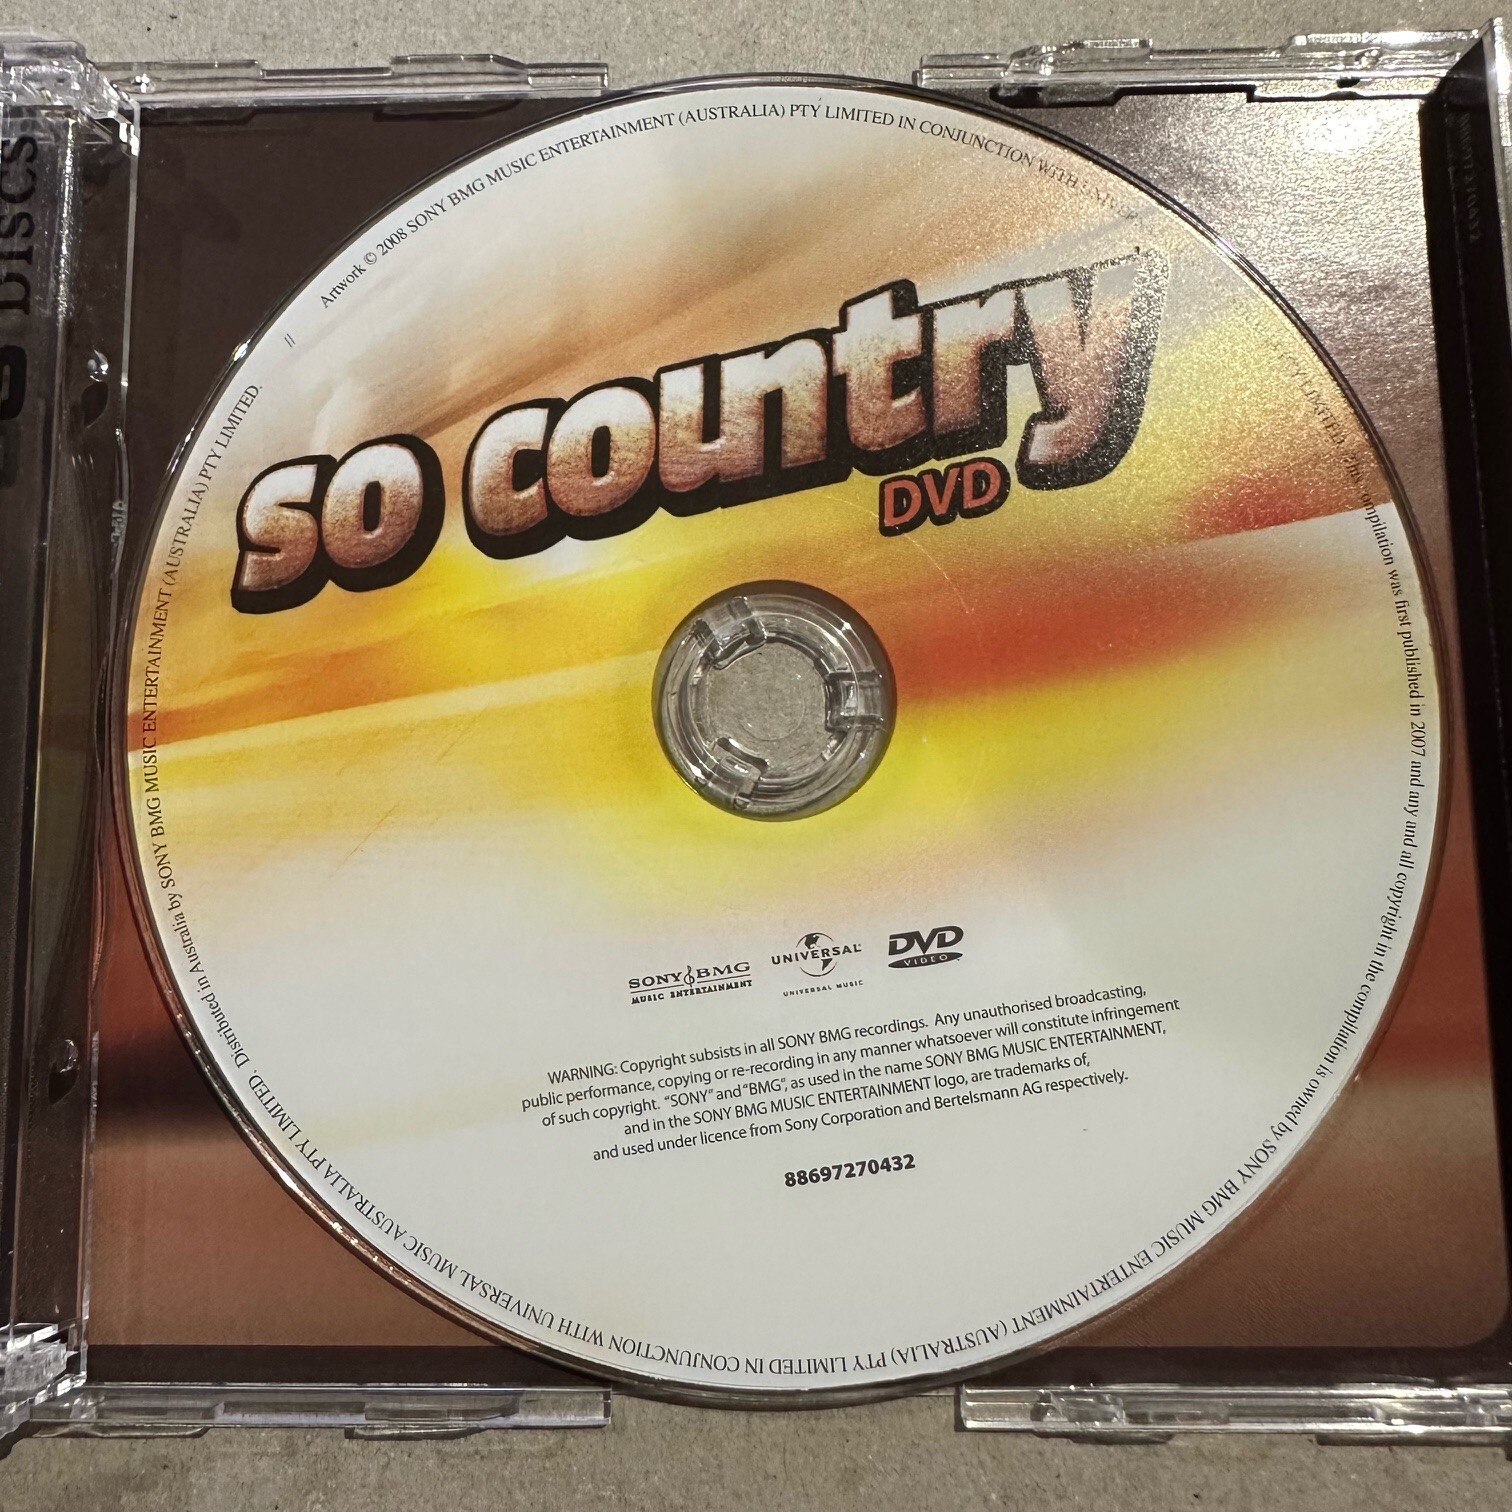 so country
DVD
SONY BMG
MUSIC ENTERTAINMENT
UNIVERSAL
UNIVERSAL MUSIC
DVD
VIDEO
WARNING: Copyright subsists in all SONY BMG recordings. Any unauthorised broadcasting,
public performance, copying or re-recording in any manner whatsoever will constitute infringement
of such copyright. "SONY" and "BMG", as used in the name SONY BMG MUSIC ENTERTAINMENT,
and in the SONY BMG MUSIC ENTERTAINMENT logo, are trademarks of,
and used under licence from Sony Corporation and Bertelsmann AG respectively.
88697270432
Artwork © 2008 SONY BMG MUSIC ENTERTAINMENT (AUSTRALIA) PTY LIMITED IN CONJUNCTION WITH LIMITED. This compilation was first published in 2007 and any and all copyright in the compilation is owned by SONY BMG MUSIC ENTERTAINMENT (AUSTRALIA) PTY LIMITED IN CONJUNCTION WITH UNIVERSAL MUSIC AUSTRALIA PTY LIMITED. Distributed in Australia by SONY BMG MUSIC ENTERTAINMENT (AUSTRALIA) PTY LIMITED.
DISCS